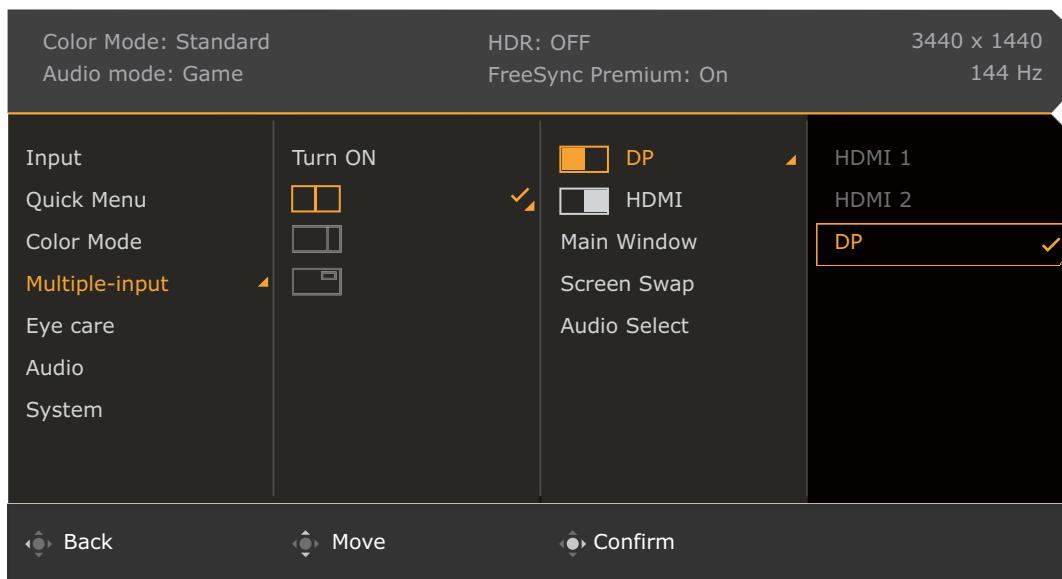 Color Mode: Standard
HDR: OFF
3440 x 1440
Audio mode: Game
FreeSync Premium: On
144 Hz
Input
Quick Menu
Color Mode
Multiple-input
Eye care
Audio
System
Turn ON
DP
HDMI
Main Window
Screen Swap
Audio Select
HDMI 1
HDMI 2
DP
Back
Move
Confirm